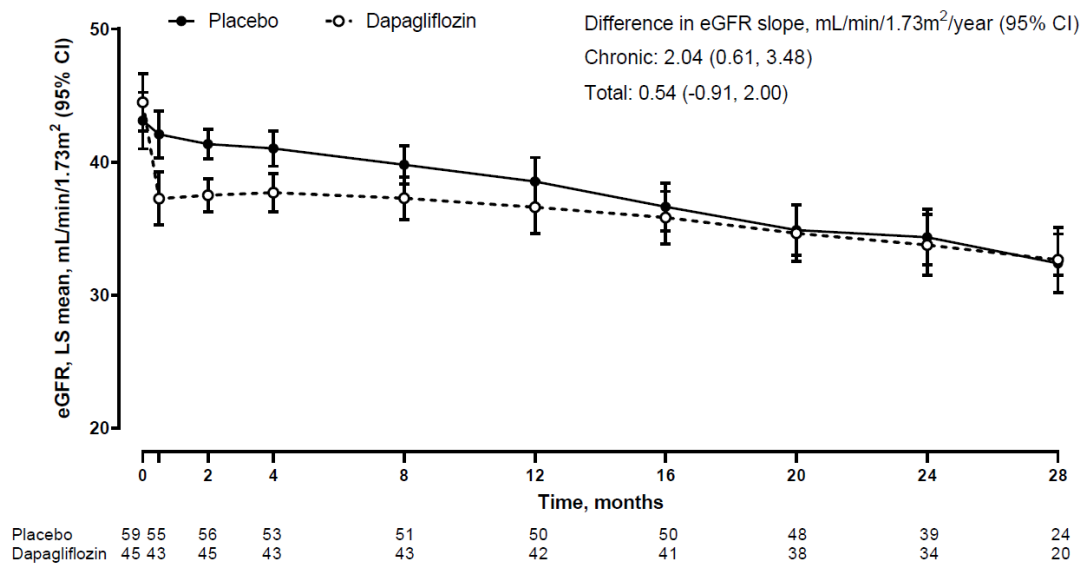 Placebo
Dapagliflozin
Difference in eGFR slope, mL/min/1.73m²/year (95% CI)
Chronic: 2.04 (0.61, 3.48)
Total: 0.54 (-0.91, 2.00)
eGFR, LS mean, mL/min/1.73m² (95% CI)
50
40
30
20
0 2 4 8 12 16 20 24 28
Time, months
Placebo 59 55 56 53 51 50 50 48 39 24
Dapagliflozin 45 43 45 43 43 42 41 38 34 20